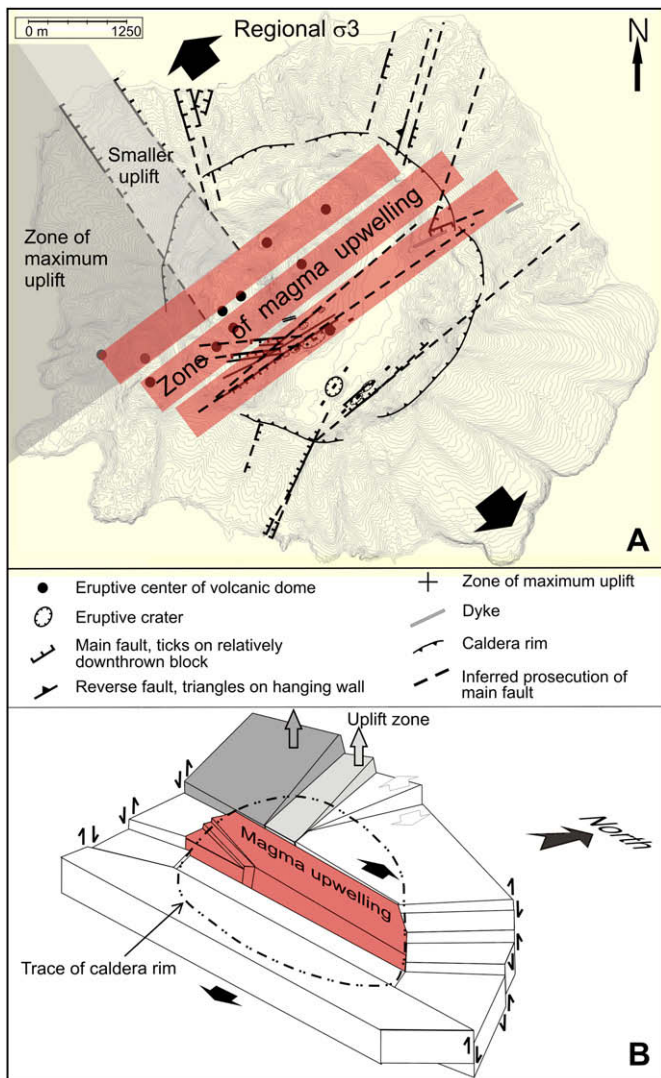 0 m 1250
Regional σ3
N
Smaller
uplift
Zone of
maximum
uplift
Zone of magma upwelling
A
Eruptive center of volcanic dome
Eruptive crater
Main fault, ticks on relatively
downthrown block
Reverse fault, triangles on hanging wall
Zone of maximum uplift
Dyke
Caldera rim
Inferred prosecution of
main fault
Uplift zone
North
Magma upwelling
Trace of caldera rim
B